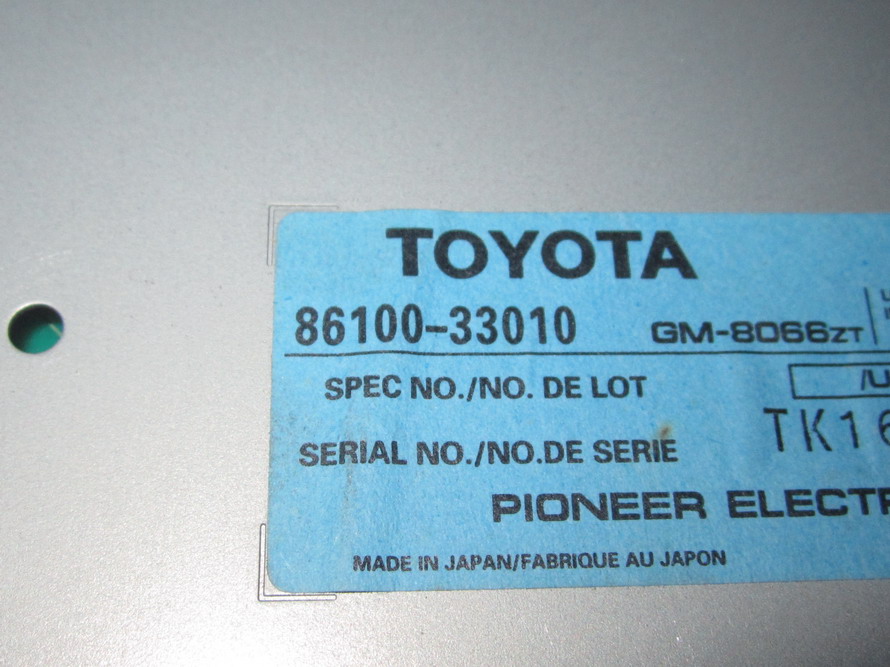 TOYOTA
86100-33010 GM-8066ZT
SPEC NO./NO. DE LOT /U
SERIAL NO./NO.DE SERIE TK16
PIONEER ELECTR
MADE IN JAPAN/FABRIQUE AU JAPON